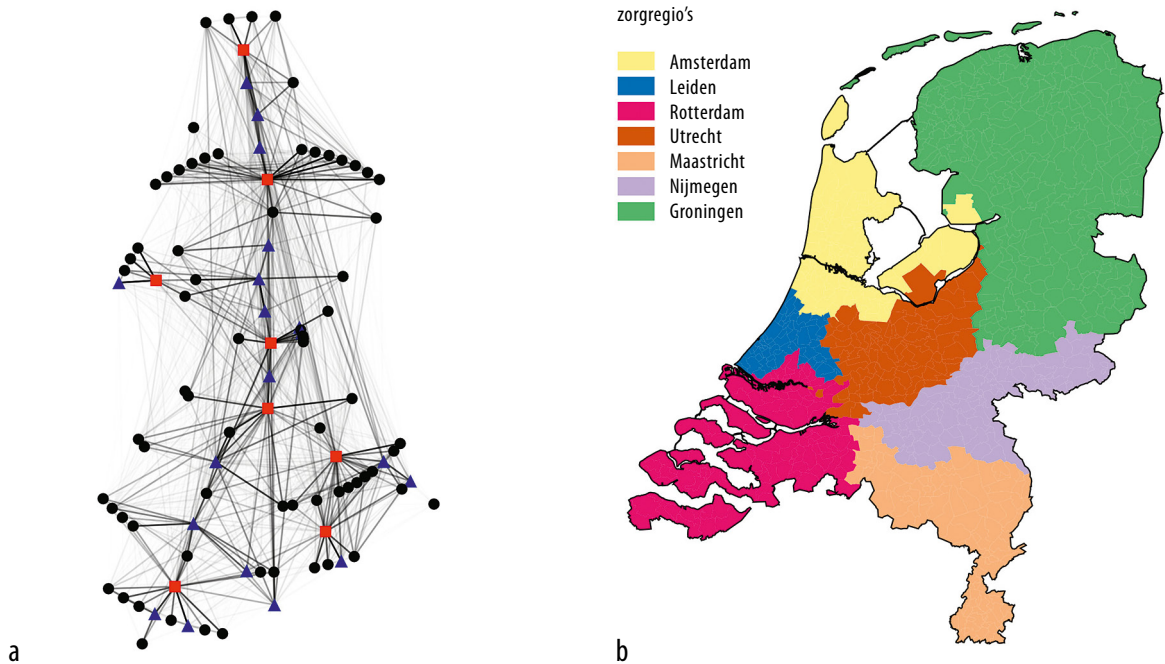 zorgregio's
Amsterdam
Leiden
Rotterdam
Utrecht
Maastricht
Nijmegen
Groningen
a
b